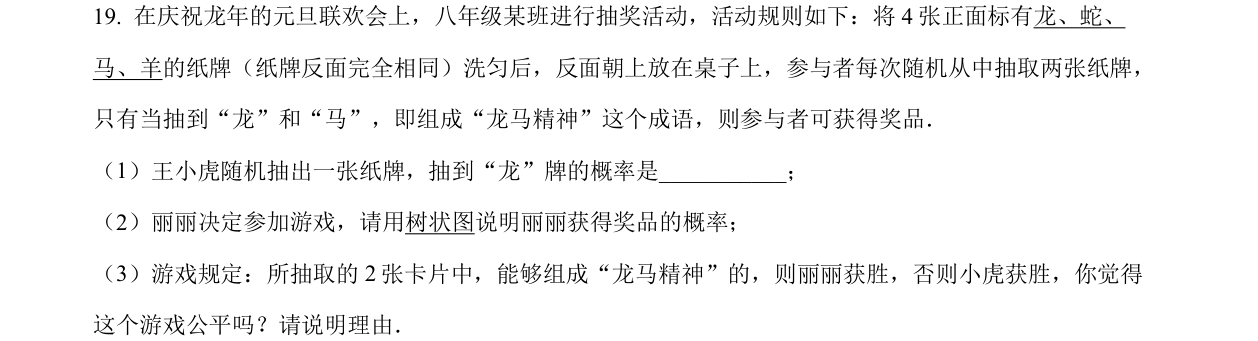 19. 在庆祝龙年的元旦联欢会上，八年级某班进行抽奖活动，活动规则如下：将 4 张正面标有龙、蛇、
马、羊的纸牌（纸牌反面完全相同）洗匀后，反面朝上放在桌子上，参与者每次随机从中抽取两张纸牌，
只有当抽到“龙”和“马”，即组成“龙马精神”这个成语，则参与者可获得奖品．
（1）王小虎随机抽出一张纸牌，抽到“龙”牌的概率是___________；
（2）丽丽决定参加游戏，请用树状图说明丽丽获得奖品的概率；
（3）游戏规定：所抽取的 2 张卡片中，能够组成“龙马精神”的，则丽丽获胜，否则小虎获胜，你觉得
这个游戏公平吗？请说明理由．